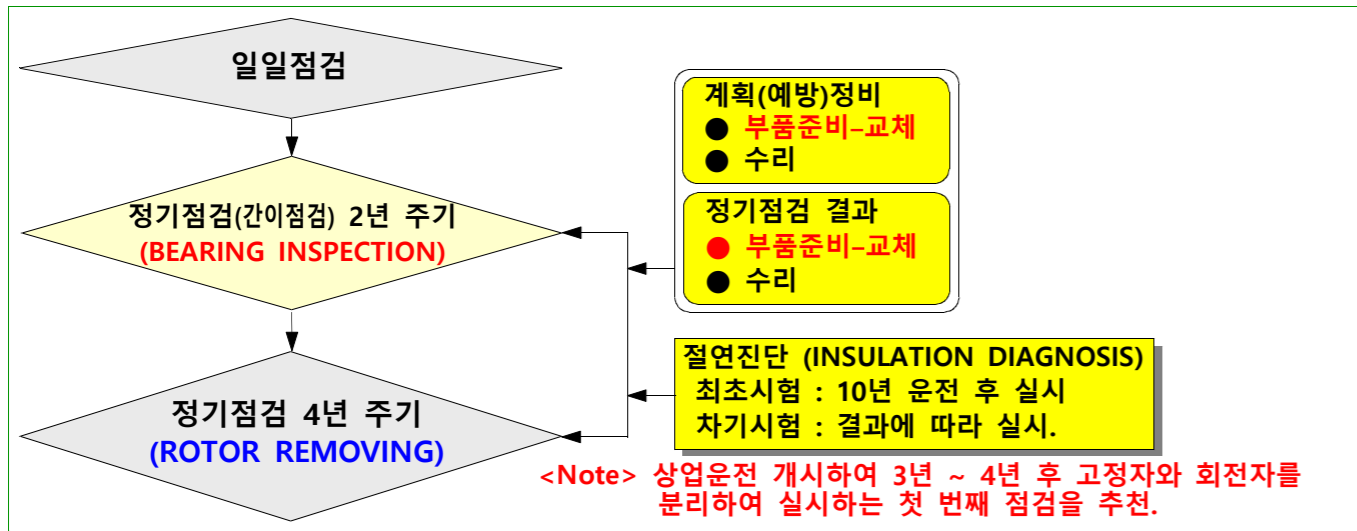 일일점검
정기점검(간이점검) 2년 주기
(BEARING INSPECTION)
정기점검 4년 주기
(ROTOR REMOVING)
계획(예방)정비
● 부품준비–교체
● 수리
정기점검 결과
● 부품준비–교체
● 수리
절연진단 (INSULATION DIAGNOSIS)
최초시험 : 10년 운전 후 실시
차기시험 : 결과에 따라 실시.
<Note> 상업운전 개시하여 3년 ~ 4년 후 고정자와 회전자를
분리하여 실시하는 첫 번째 점검을 추천.